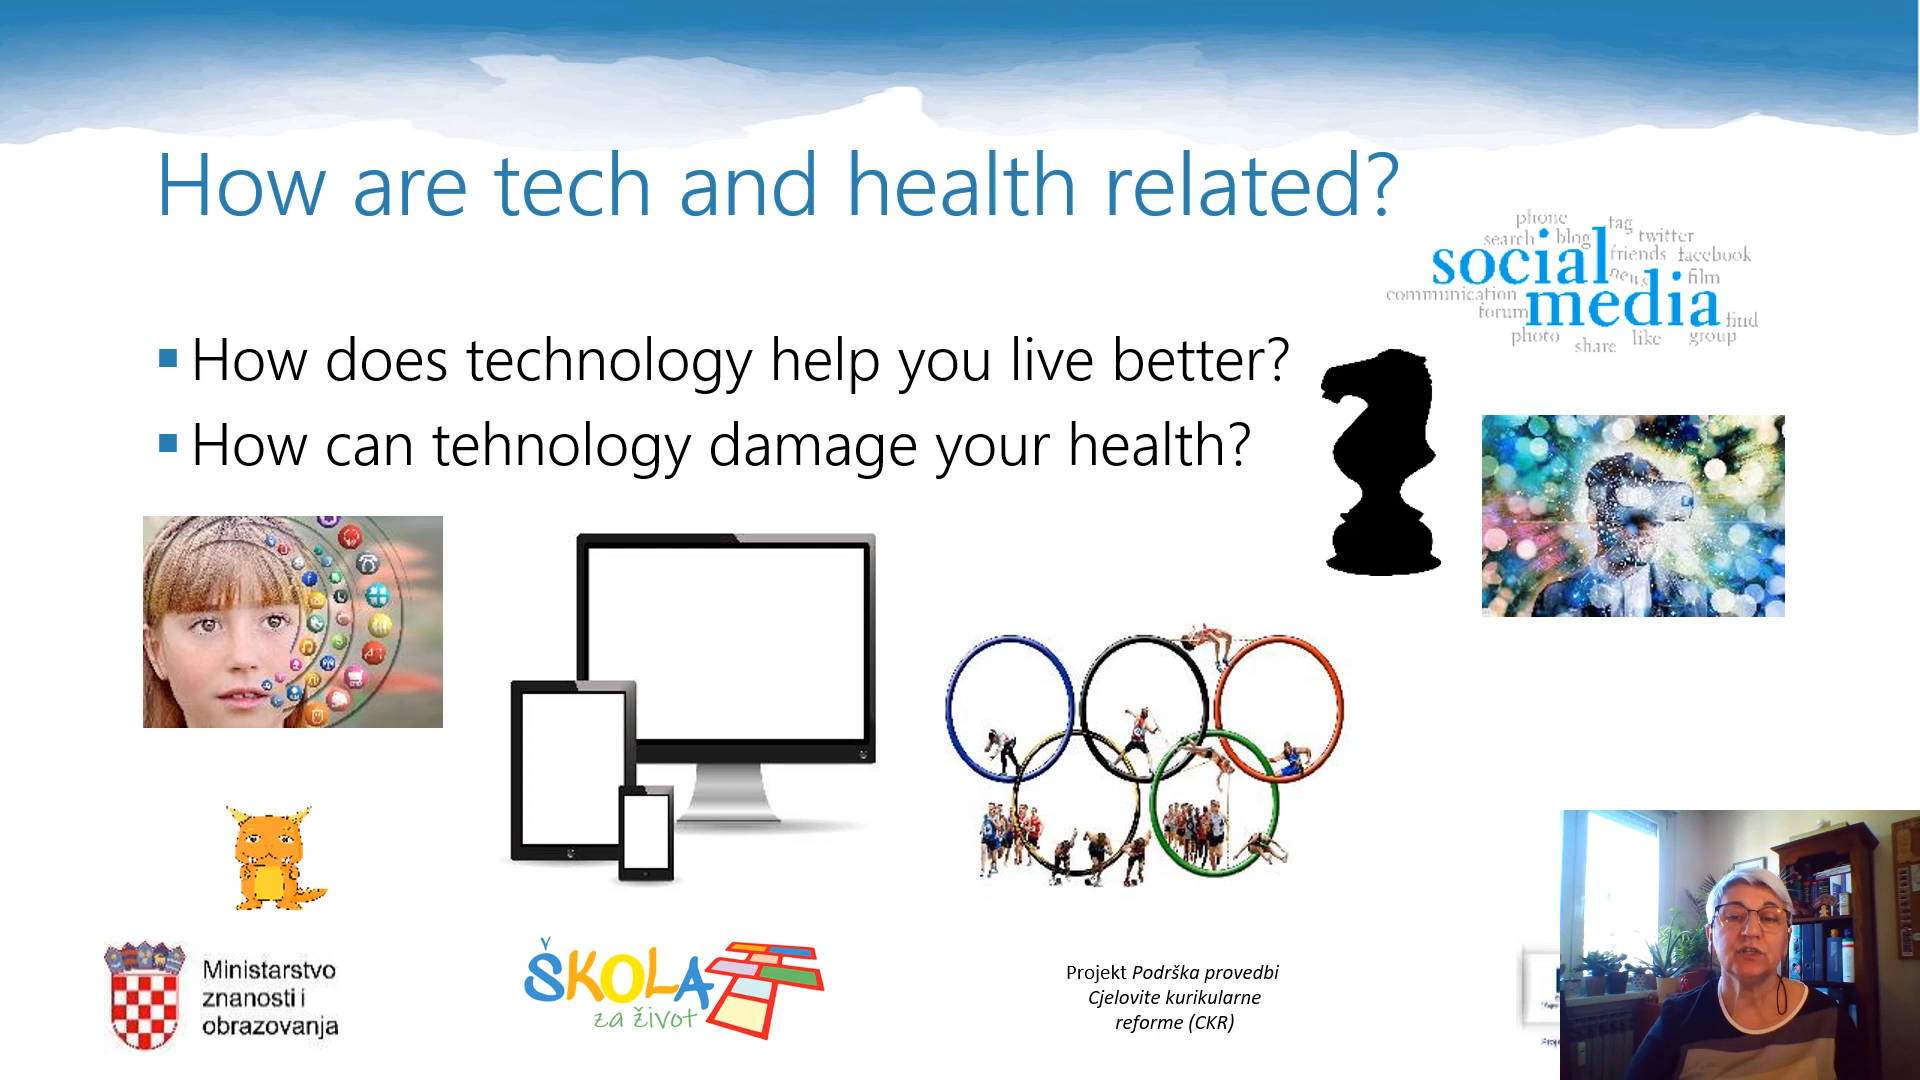 How are tech and health related?
phone
tag
search
blog
twitter
social
friends
facebook
news
film
communication
media
forum
find
photo
share
like
group
How does technology help you live better?
How can tehnology damage your health?
Ministarstvo
znanosti i
obrazovanja
ŠKOLA
za život
Projekt Podrška provedbi
Cjelovite kurikularne
reforme (CKR)